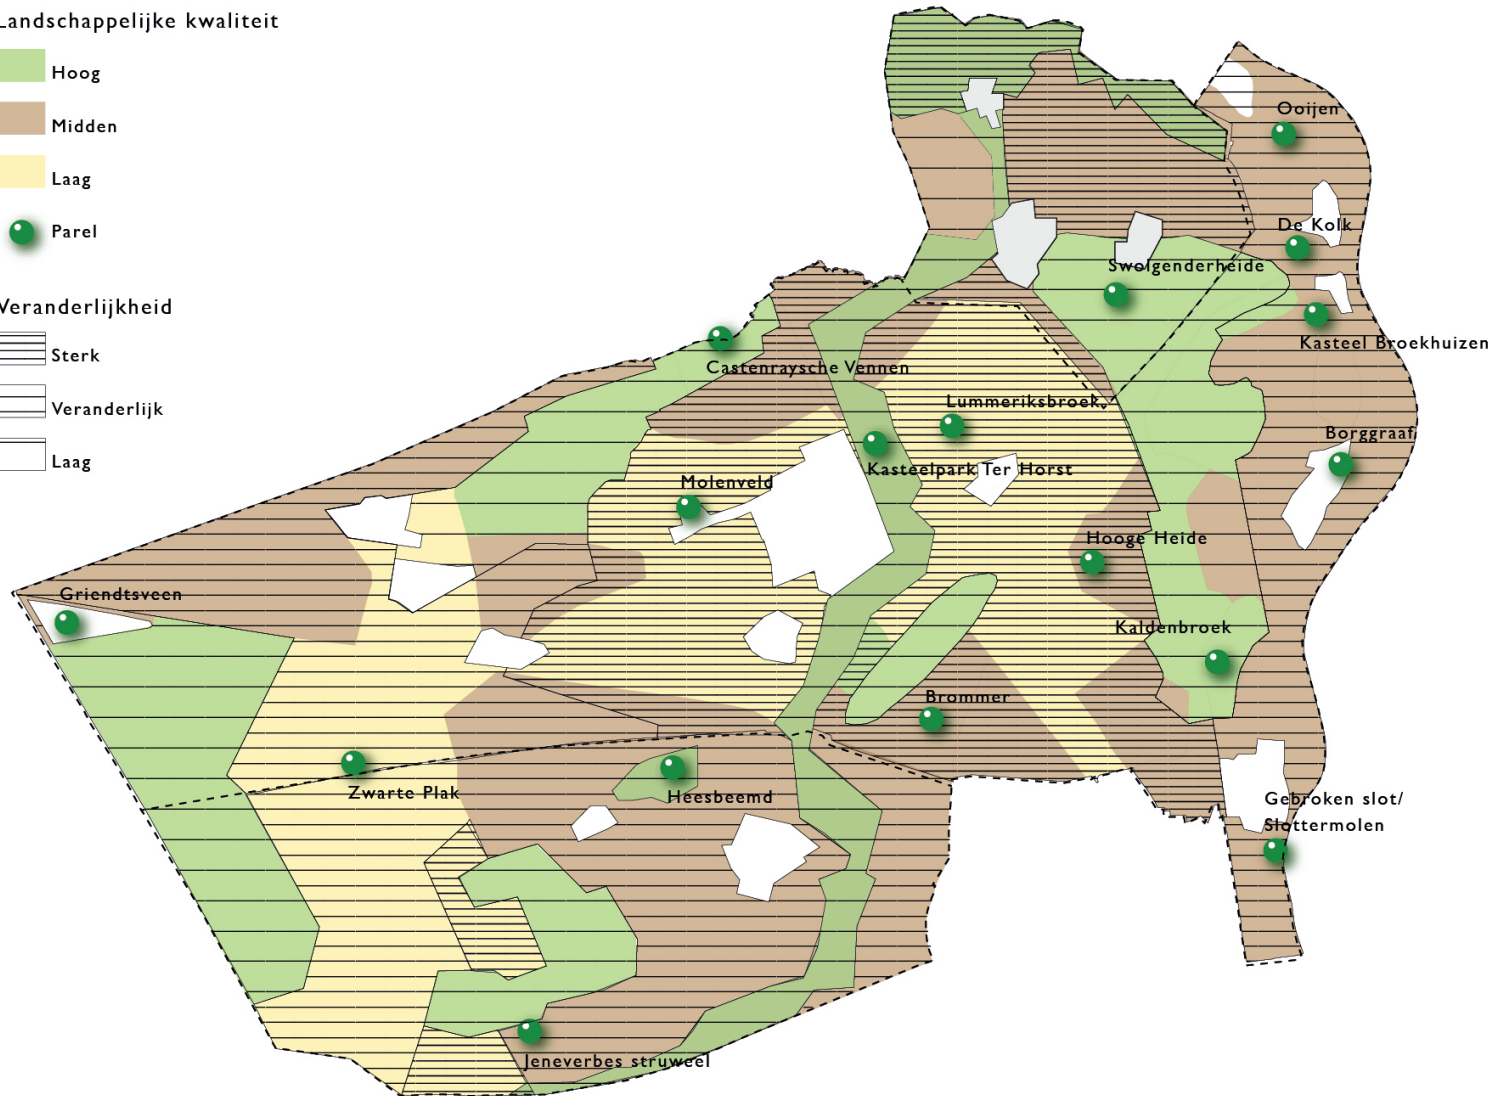 Landschappelijke kwaliteit
Hoog
Midden
Laag
Parel
Veranderlijkheid
Sterk
Veranderlijk
Laag
Ooijen
De Kolk
Swolgenderheide
Kasteel Broekhuizen
Castenraysche Vennen
Lummeriksbroek
Borggraaf
Kasteelpark Ter Horst
Molenveld
Hooge Heide
Griendtsveen
Kaldenbroek
Brommer
Zwarte Plak
Heesbeemd
Gebroken slot/
Slottermolen
Jeneverbes struweel